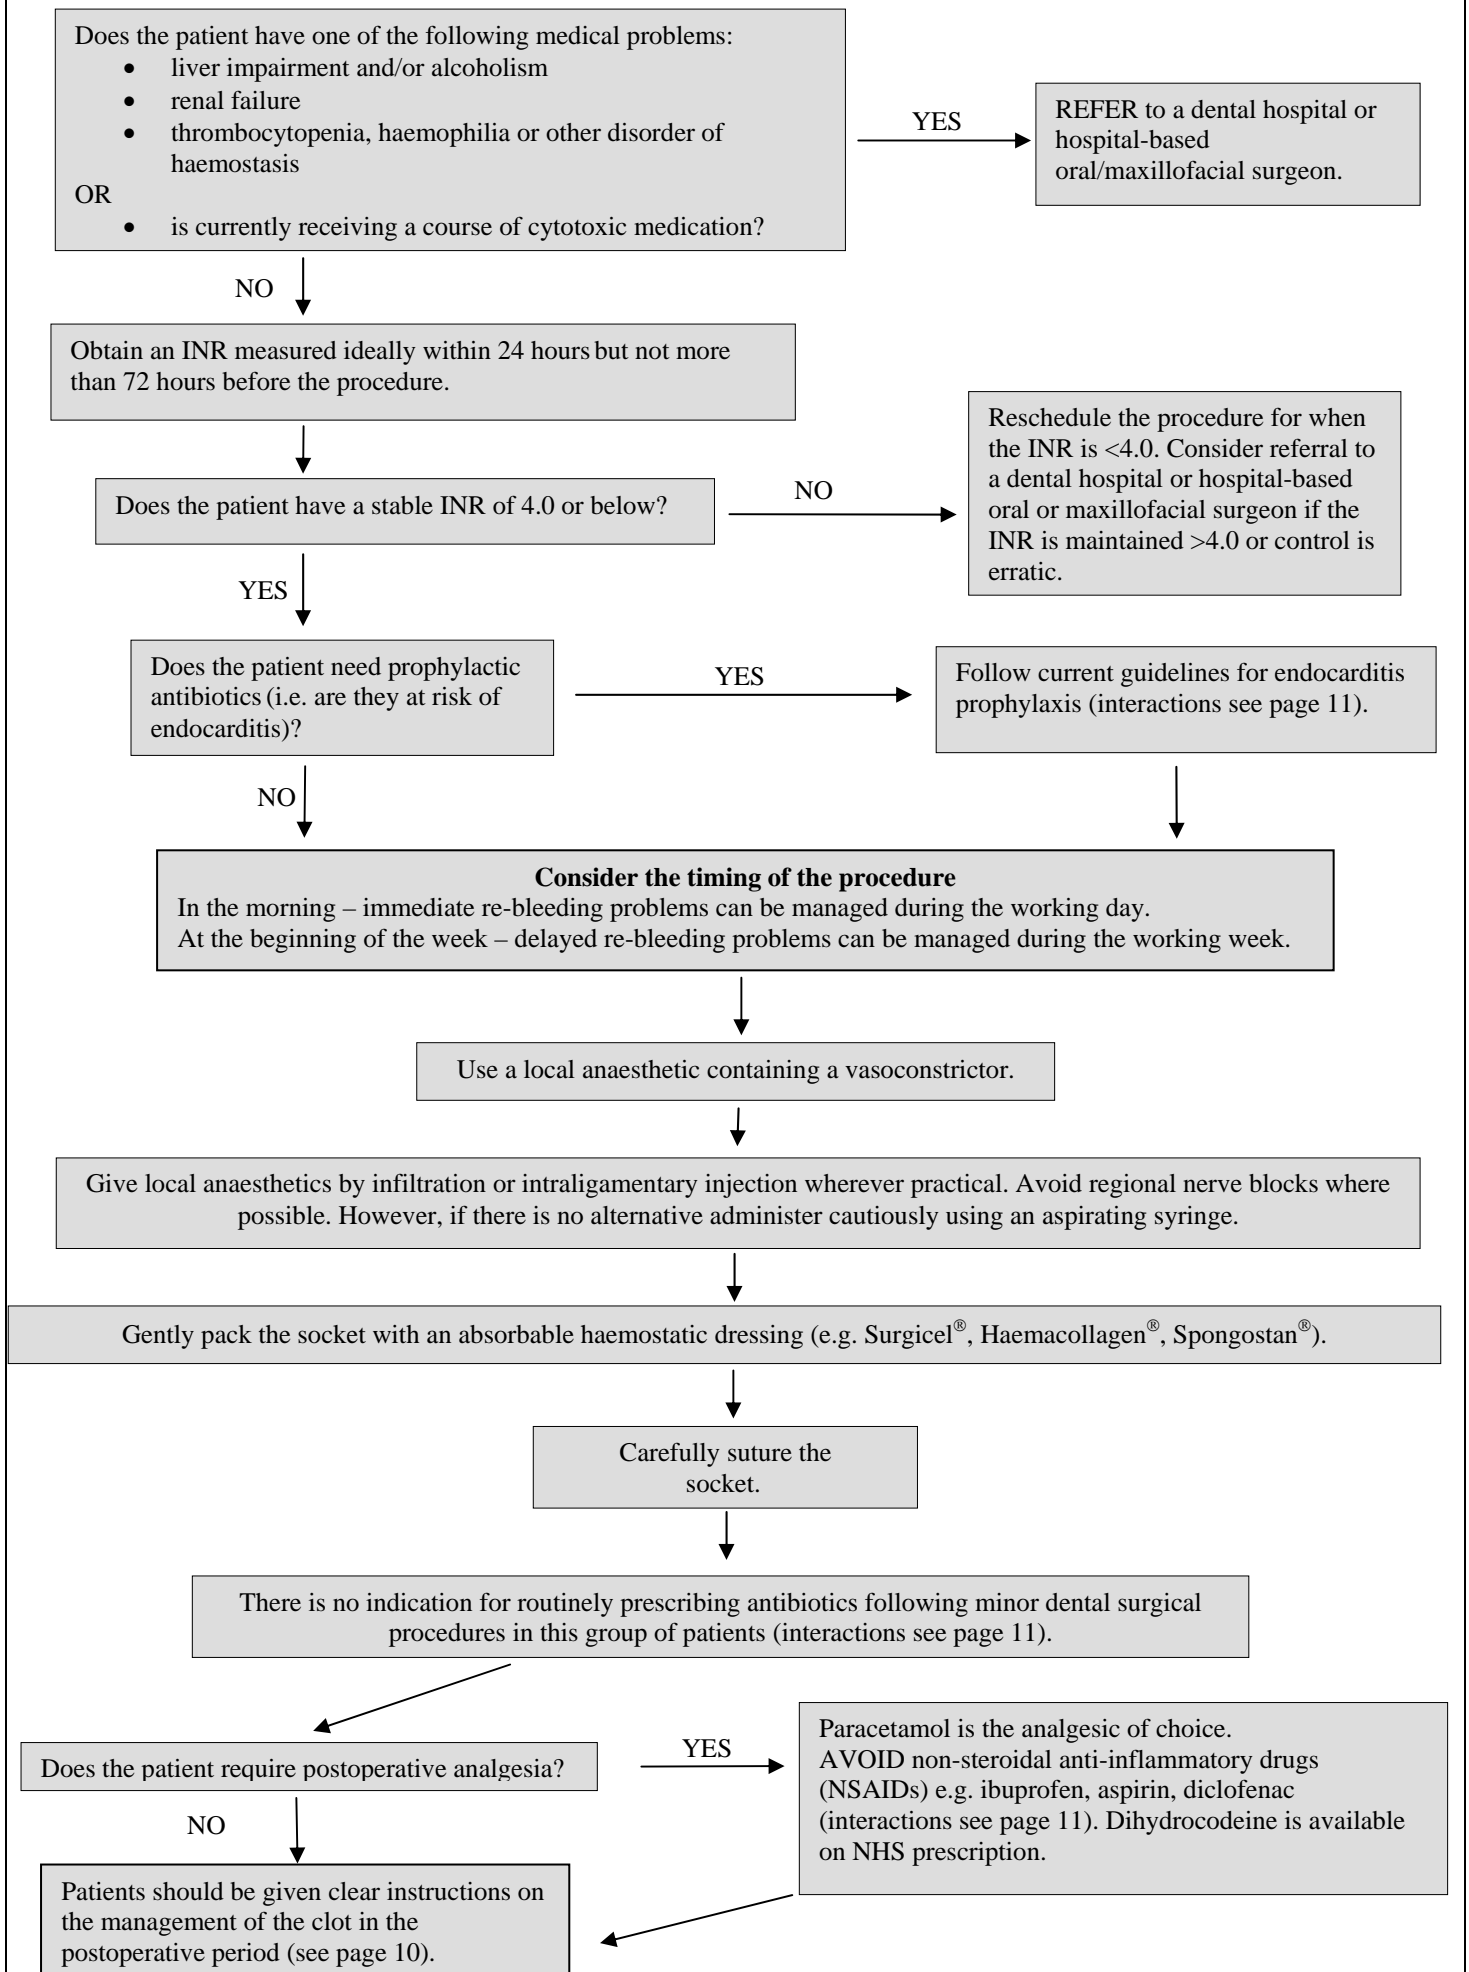 Does the patient have one of the following medical problems:
• liver impairment and/or alcoholism
• renal failure
• thrombocytopenia, haemophilia or other disorder of
haemostasis
OR
• is currently receiving a course of cytotoxic medication?
YES
REFER to a dental hospital or
hospital-based
oral/maxillofacial surgeon.
NO
Obtain an INR measured ideally within 24 hours but not more
than 72 hours before the procedure.
Does the patient have a stable INR of 4.0 or below?
NO
Reschedule the procedure for when
the INR is <4.0. Consider referral to
a dental hospital or hospital-based
oral or maxillofacial surgeon if the
INR is maintained >4.0 or control is
erratic.
YES
Does the patient need prophylactic
antibiotics (i.e. are they at risk of
endocarditis)?
YES
Follow current guidelines for endocarditis
prophylaxis (interactions see page 11).
NO
Consider the timing of the procedure
In the morning – immediate re-bleeding problems can be managed during the working day.
At the beginning of the week – delayed re-bleeding problems can be managed during the working week.
Use a local anaesthetic containing a vasoconstrictor.
Give local anaesthetics by infiltration or intraligamentary injection wherever practical. Avoid regional nerve blocks where
possible. However, if there is no alternative administer cautiously using an aspirating syringe.
Gently pack the socket with an absorbable haemostatic dressing (e.g. Surgicel®, Haemacollagen®, Spongostan®).
Carefully suture the
socket.
There is no indication for routinely prescribing antibiotics following minor dental surgical
procedures in this group of patients (interactions see page 11).
Does the patient require postoperative analgesia?
YES
Paracetamol is the analgesic of choice.
AVOID non-steroidal anti-inflammatory drugs
(NSAIDs) e.g. ibuprofen, aspirin, diclofenac
(interactions see page 11). Dihydrocodeine is available
on NHS prescription.
NO
Patients should be given clear instructions on
the management of the clot in the
postoperative period (see page 10).